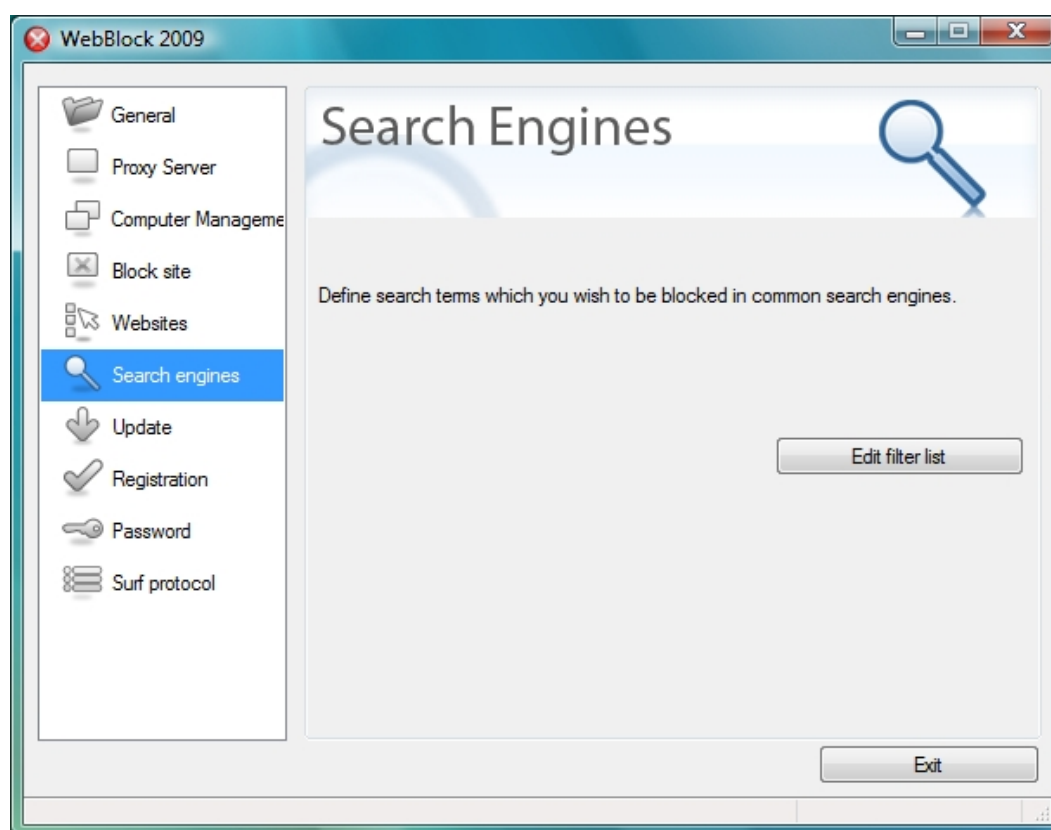 WebBlock 2009
General
Proxy Server
Computer Manageme
Block site
Websites
Search engines
Update
Registration
Password
Surf protocol
Search Engines
Define search terms which you wish to be blocked in common search engines.
Edit filter list
Exit